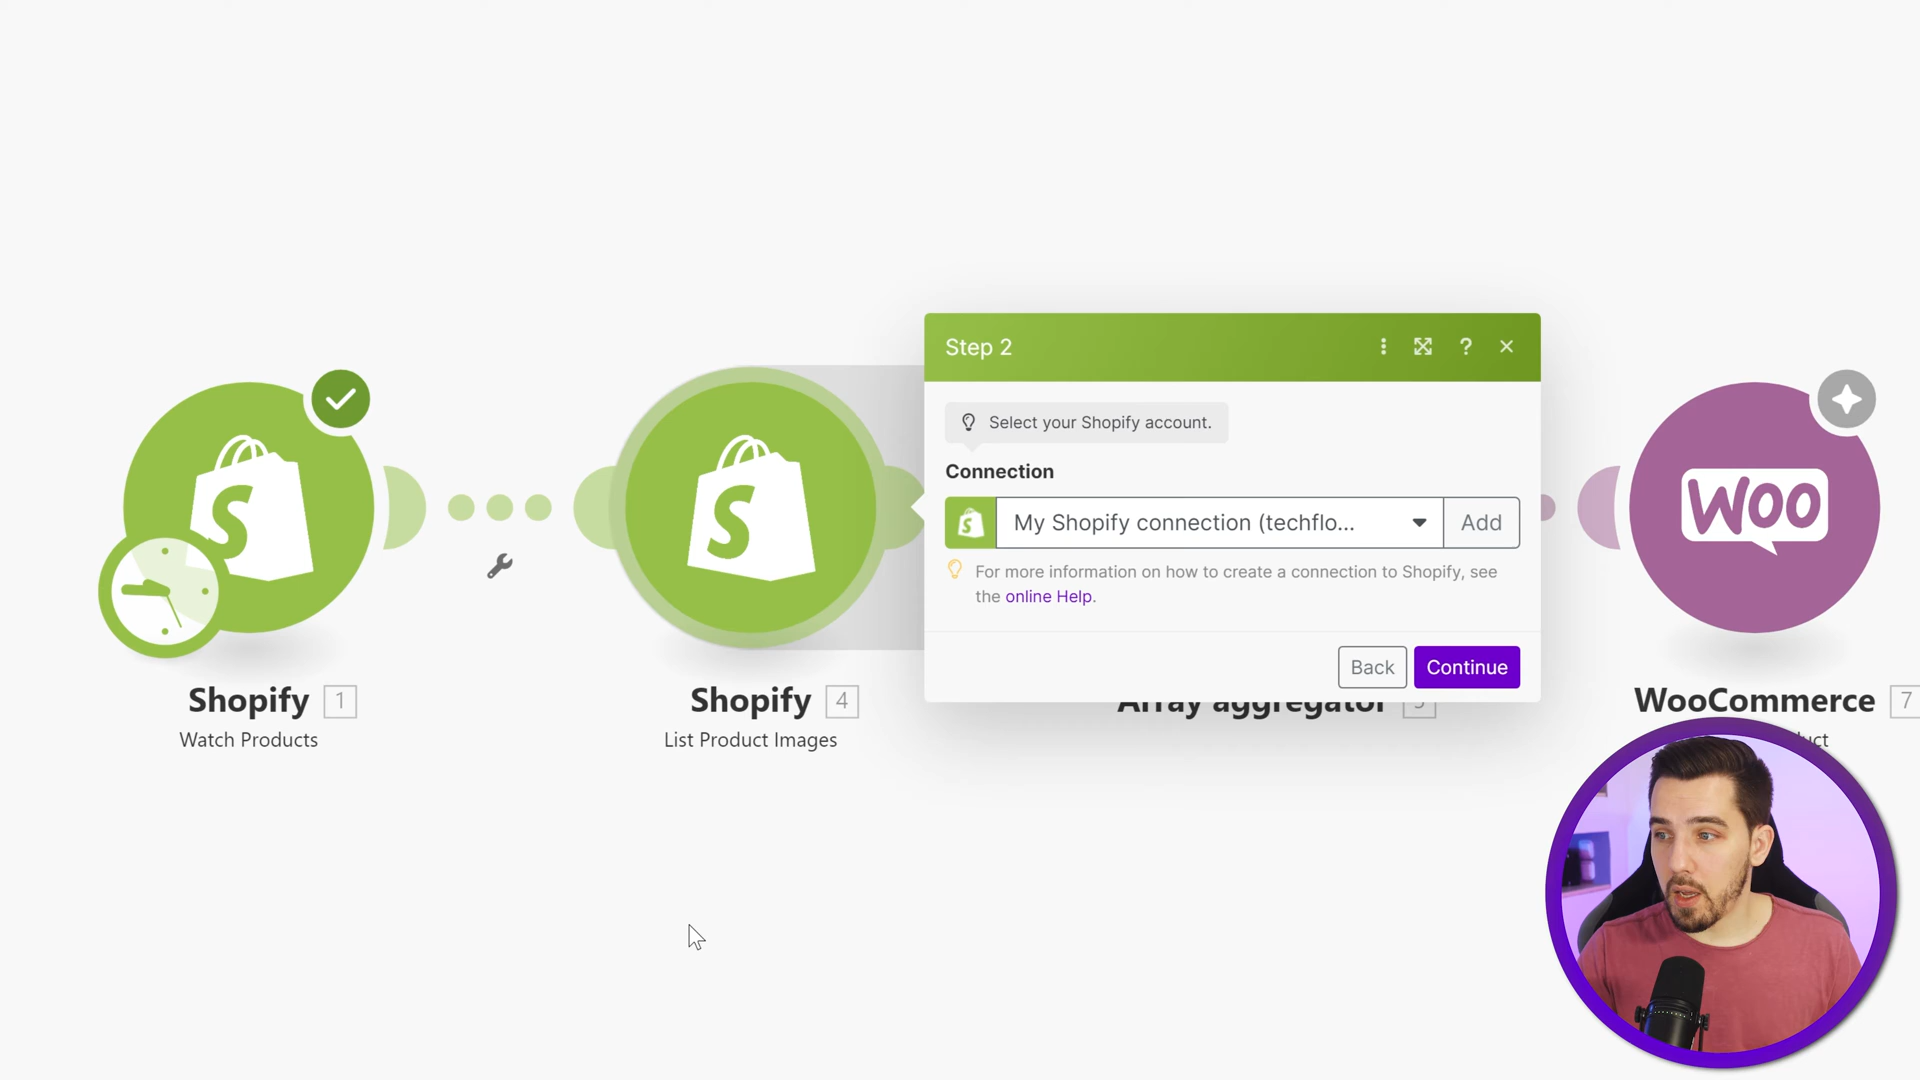 Step 2
?
Select your Shopify account.
Connection
My Shopify connection (techflo...
Add
For more information on how to create a connection to Shopify, see
the online Help.
Back
Continue
S
S
S
WOO
Shopify 1
Watch Products
Shopify 4
List Product Images
Array aggregator
WooCommerce 7